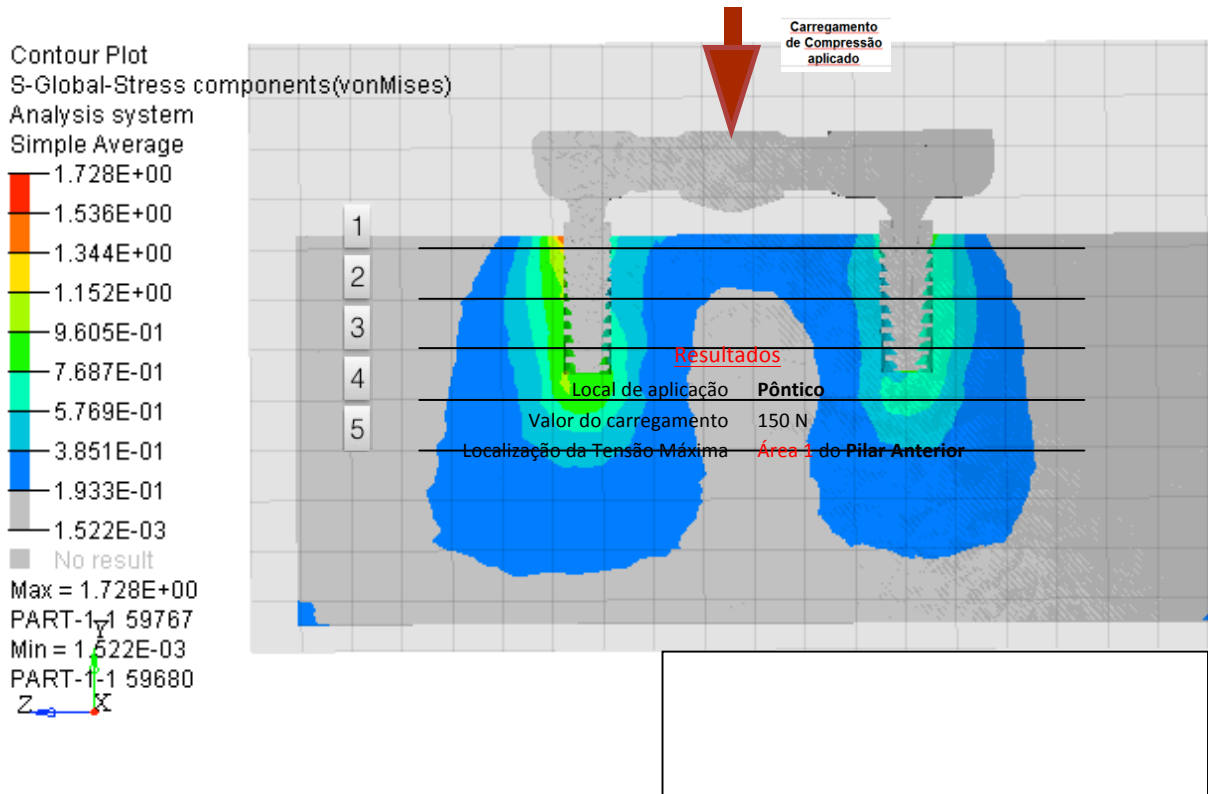 Contour Plot
S-Global-Stress components(vonMises)
Analysis system
Simple Average
1.728E+00
1.536E+00
1.344E+00
1.152E+00
9.605E-01
7.687E-01
5.769E-01
3.851E-01
1.933E-01
1.522E-03
No result
Max = 1.728E+00
PART-1-1 59767
Min = 1.522E-03
PART-1-1 59680
Y
Z
X
Carregamento
de Compressão
aplicado
1
2
3
4
5
Resultados
Local de aplicação Pôntico
Valor do carregamento 150 N
Localização da Tensão Máxima Área 1 do Pilar Anterior